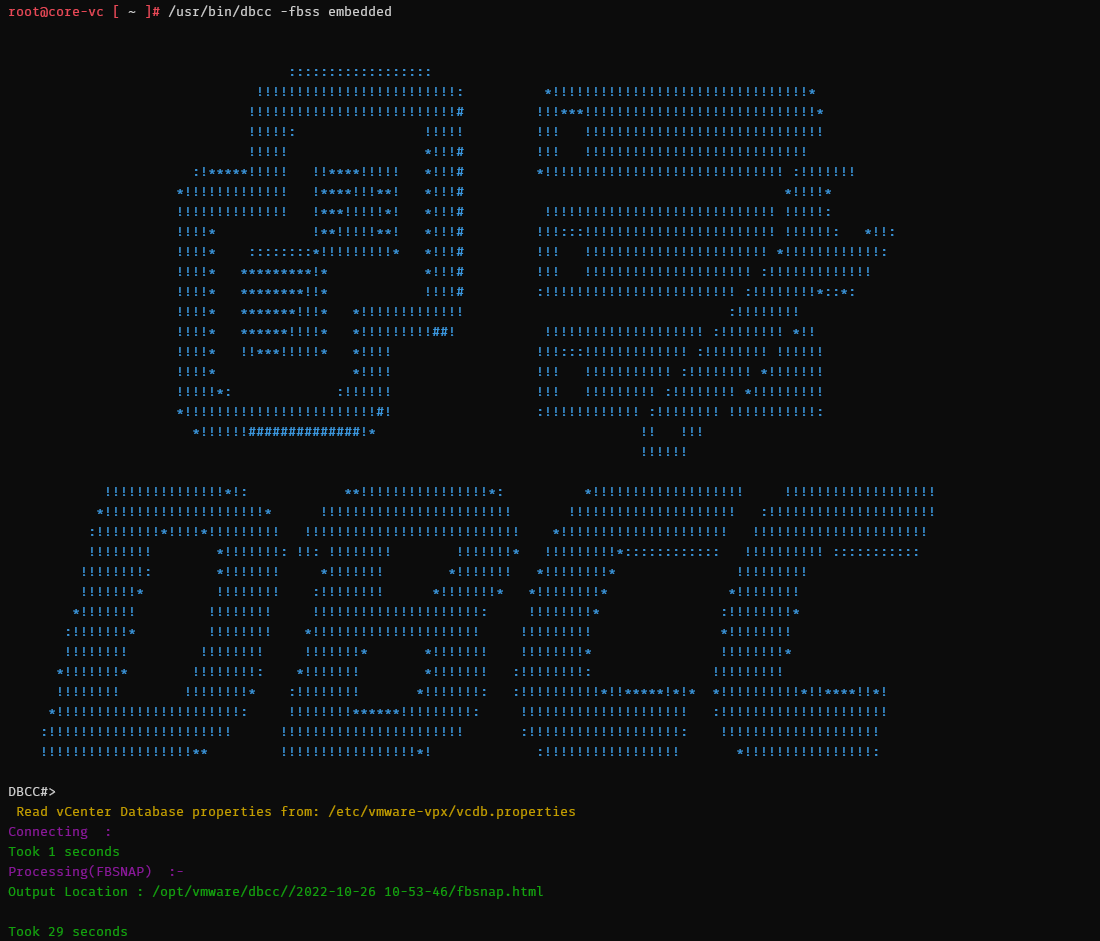 root@core-vc [ ~ ]# /usr/bin/dbcc -fbss embedded
DBCC
DBCC#>
Read vCenter Database properties from: /etc/vmware-vpx/vcdb.properties
Connecting  :
Took 1 seconds
Processing(FBSNAP)  :-
Output Location : /opt/vmware/dbcc//2022-10-26 10-53-46/fbsnap.html
Took 29 seconds